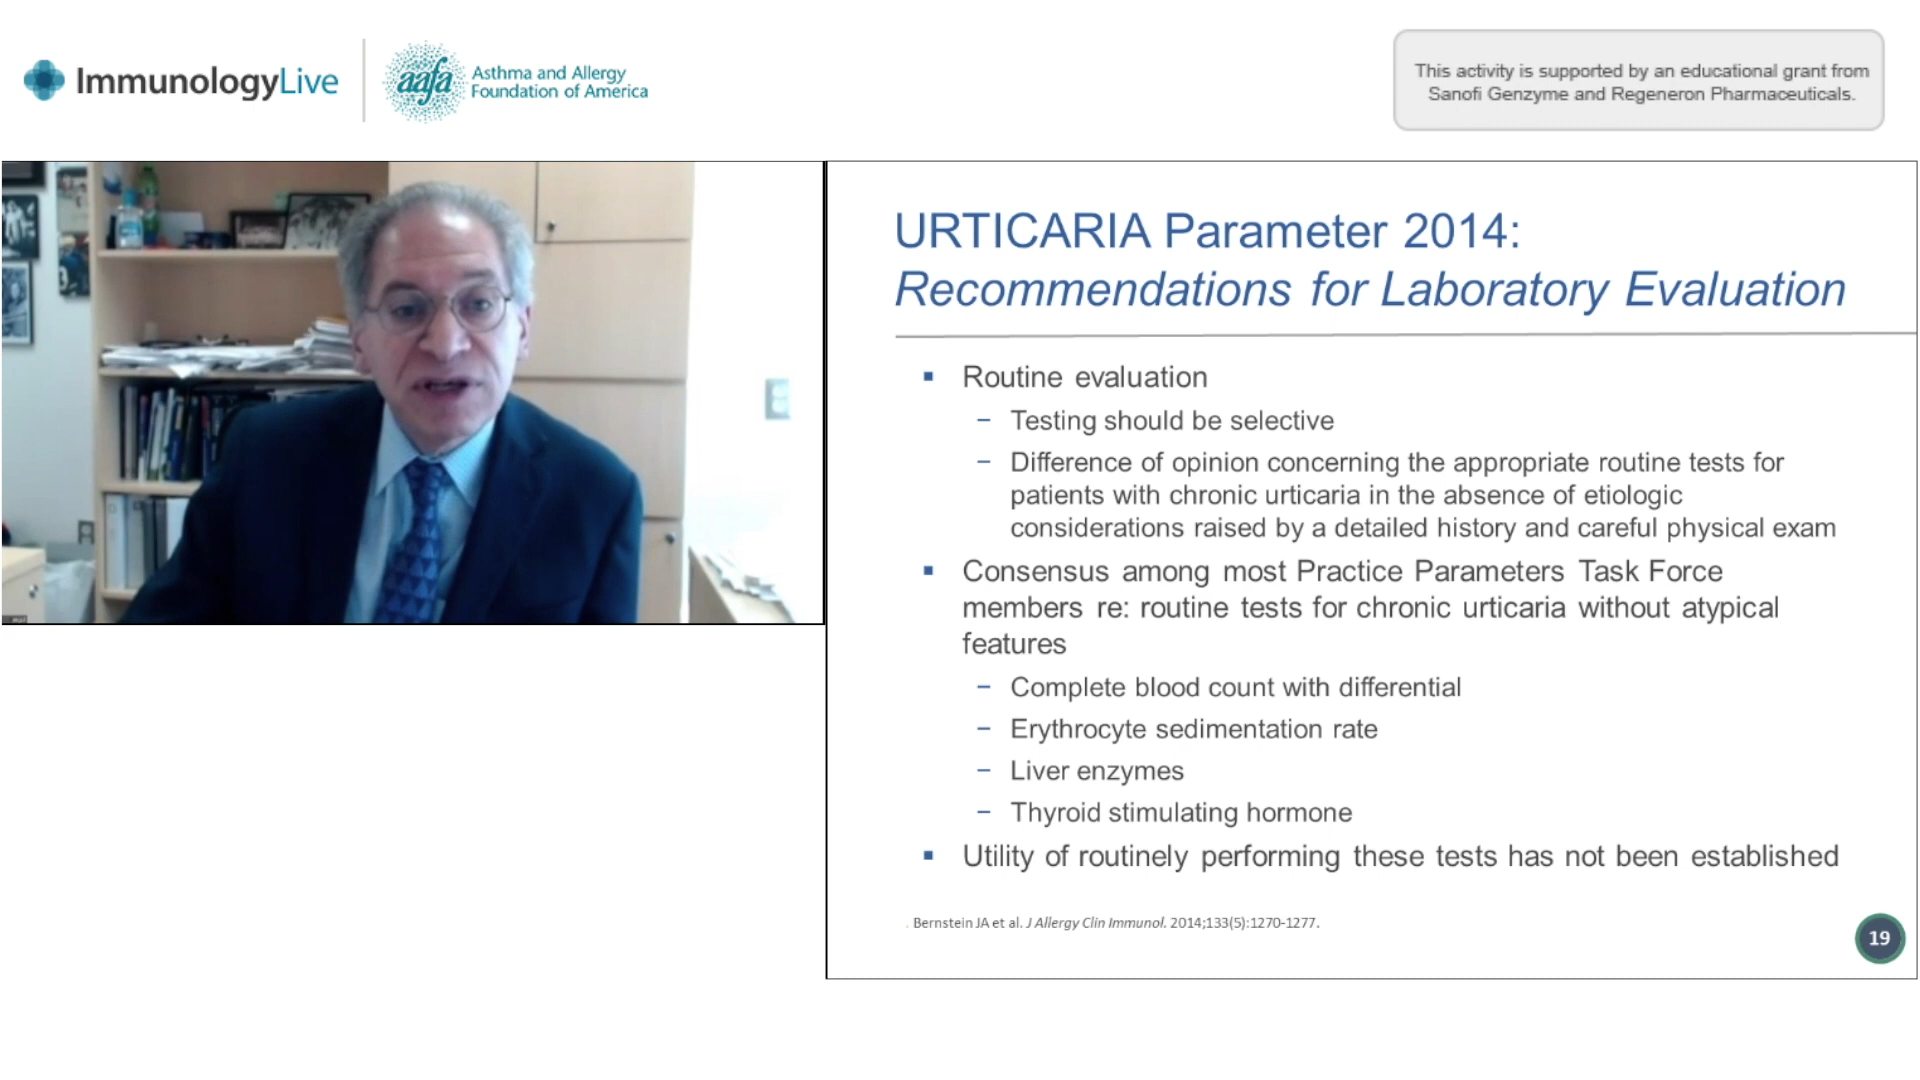 ImmunologyLive
aafa
Asthma and Allergy
Foundation of America
This activity is supported by an educational grant from
Sanofi Genzyme and Regeneron Pharmaceuticals.
URTICARIA Parameter 2014:
Recommendations for Laboratory Evaluation
▪ Routine evaluation
– Testing should be selective
– Difference of opinion concerning the appropriate routine tests for
patients with chronic urticaria in the absence of etiologic
considerations raised by a detailed history and careful physical exam
▪ Consensus among most Practice Parameters Task Force
members re: routine tests for chronic urticaria without atypical
features
– Complete blood count with differential
– Erythrocyte sedimentation rate
– Liver enzymes
– Thyroid stimulating hormone
▪ Utility of routinely performing these tests has not been established
. Bernstein JA et al. J Allergy Clin Immunol. 2014;133(5):1270-1277.
19